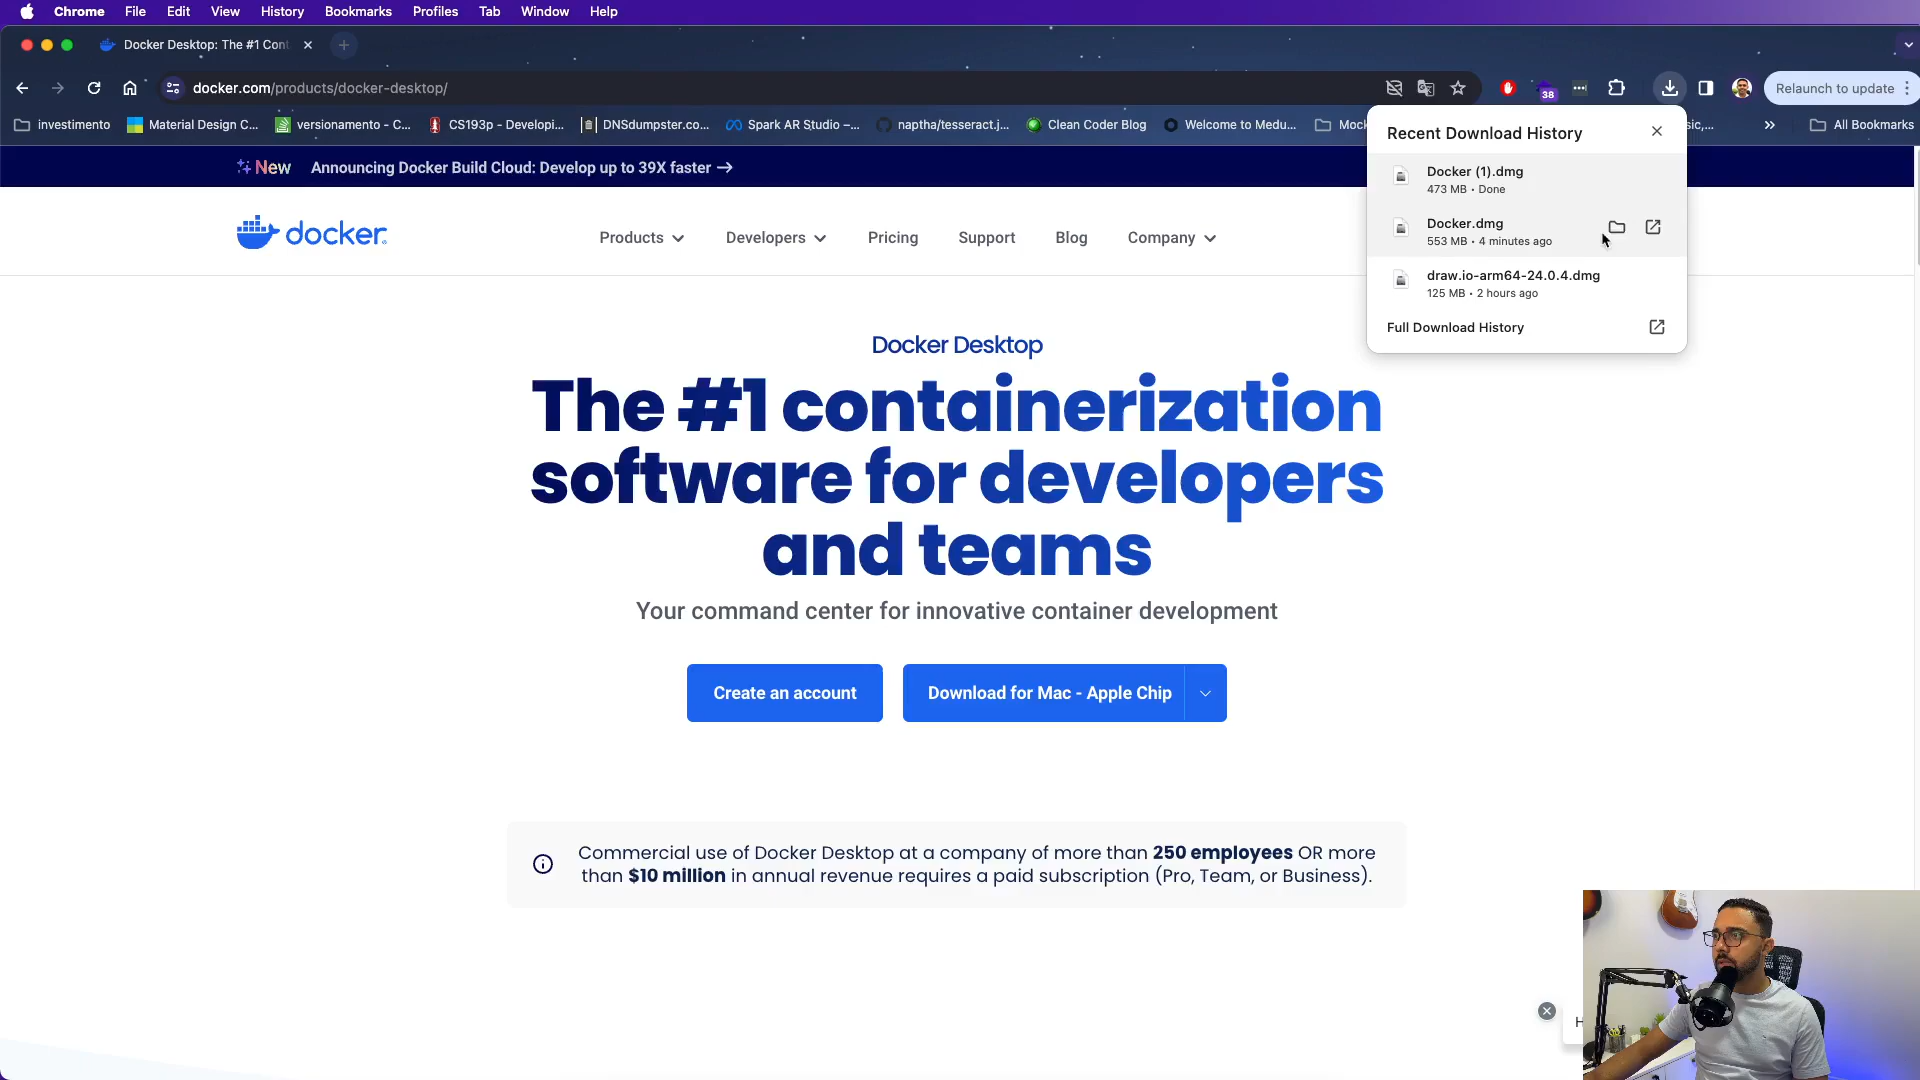 Chrome File Edit View History Bookmarks Profiles Tab Window Help
Docker Desktop: The #1 Cont
docker.com/products/docker-desktop/
38
Relaunch to update
investimento Material Design C... versionamento - C... CS193p - Developi... DNSdumpster.co... Spark AR Studio –... naptha/tesseract.j... Clean Coder Blog Welcome to Medu... Mock sic,... All Bookmarks
Recent Download History
Docker (1).dmg
473 MB • Done
Docker.dmg
553 MB • 4 minutes ago
draw.io-arm64-24.0.4.dmg
125 MB • 2 hours ago
Full Download History
New Announcing Docker Build Cloud: Develop up to 39X faster →
docker
Products Developers Pricing Support Blog Company
Docker Desktop
The #1 containerization
software for developers
and teams
Your command center for innovative container development
Create an account
Download for Mac - Apple Chip
Commercial use of Docker Desktop at a company of more than 250 employees OR more
than $10 million in annual revenue requires a paid subscription (Pro, Team, or Business).